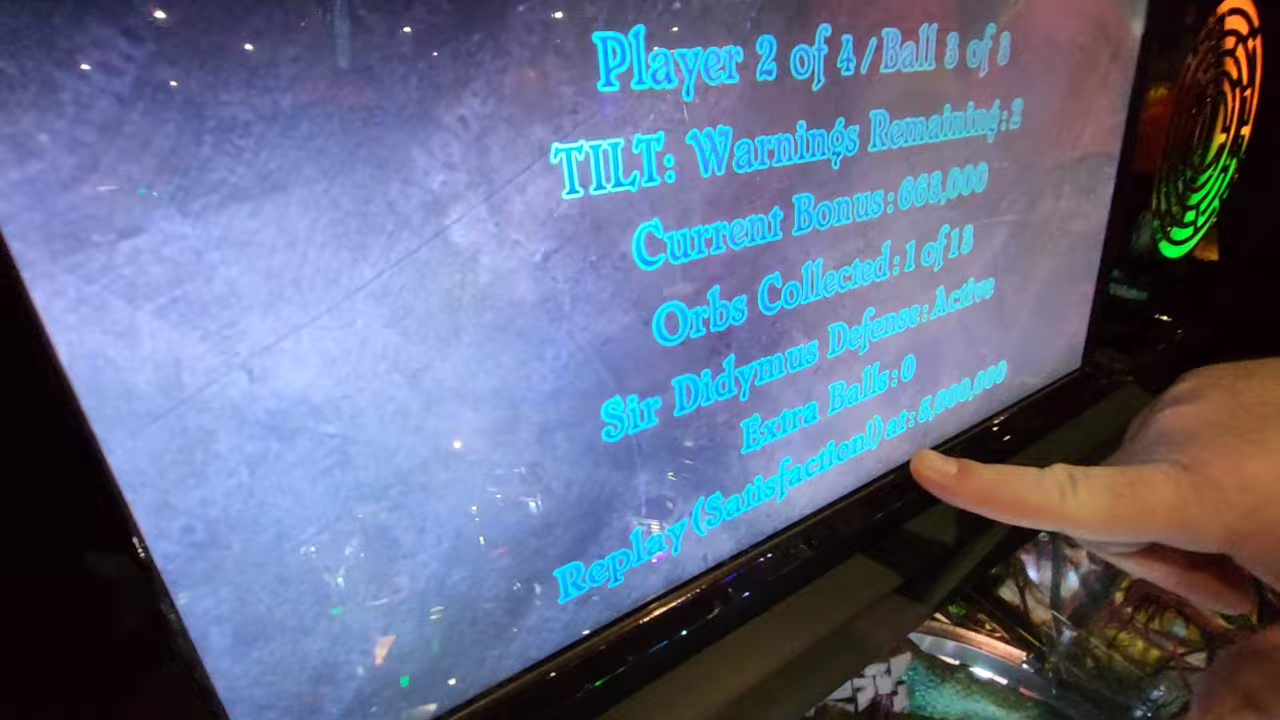 Player 2 of 4 / Ball 3 of 3
TILT: Warnings Remaining: 2
Current Bonus: 663,000
Orbs Collected: 1 of 13
Sir Didymus Defense: Active
Extra Balls: 0
Replay (Satisfaction!) at: 5,000,000